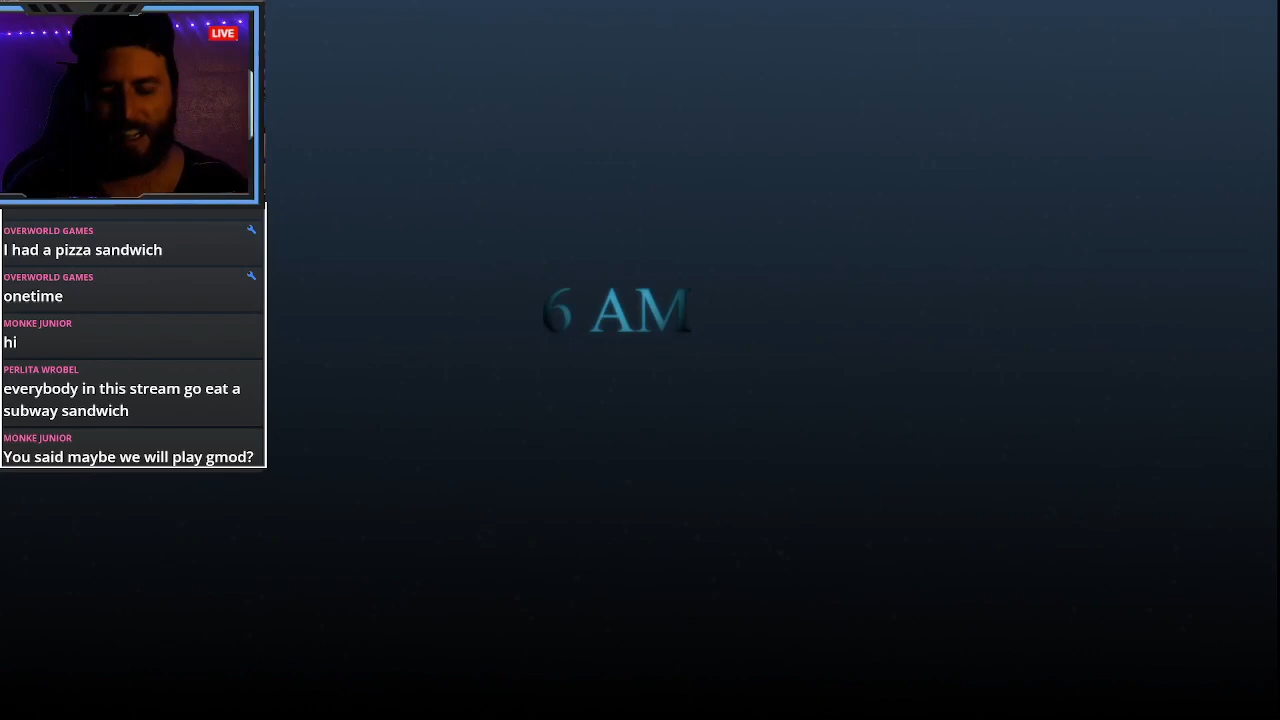 LIVE
OVERWORLD GAMES
I had a pizza sandwich
OVERWORLD GAMES
onetime
MONKE JUNIOR
hi
PERLITA WROBEL
everybody in this stream go eat a
subway sandwich
MONKE JUNIOR
You said maybe we will play gmod?
6 AM